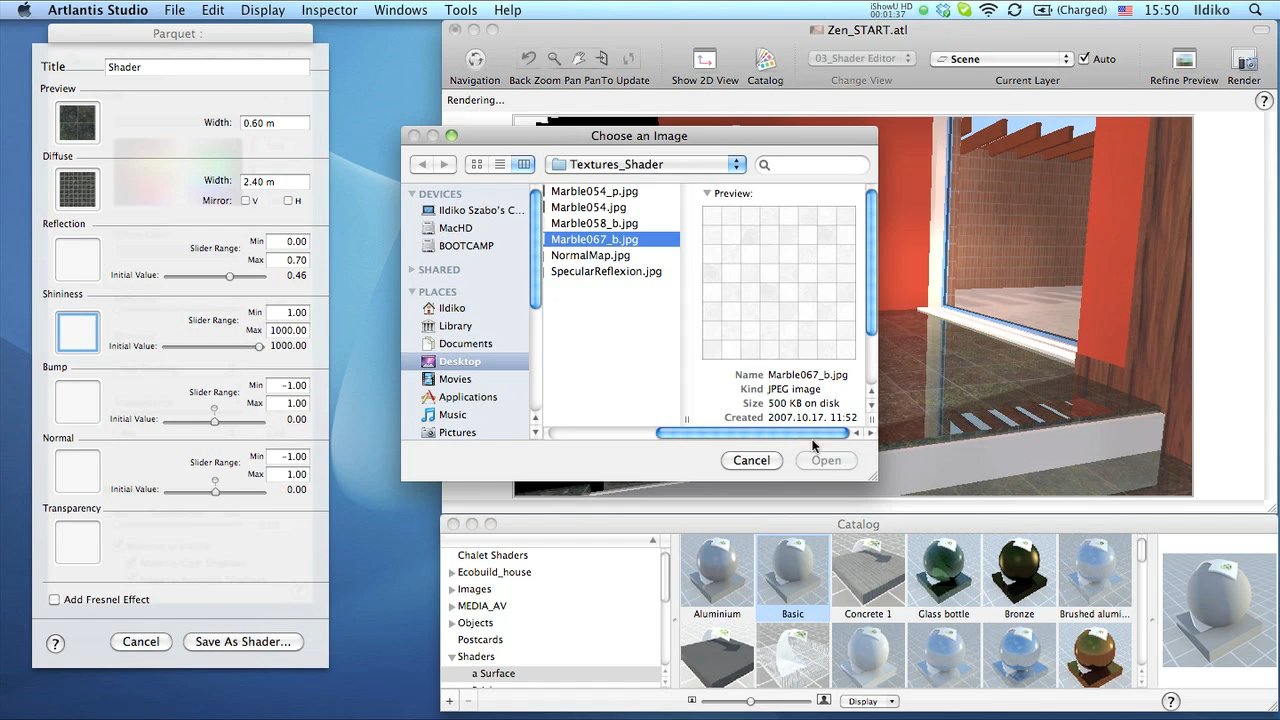 Artlantis Studio File Edit Display Inspector Windows Tools Help iShowU HD 00:01:37 (Charged) 15:50 Ildiko
Parquet :
Title Shader
Preview
Width: 0.60 m
Diffuse
Width: 2.40 m
Mirror: V H
Reflection
Slider Range: Min 0.00
Max 0.70
Initial Value: 0.46
Shininess
Slider Range: Min 1.00
Max 1000.00
Initial Value: 1000.00
Bump
Slider Range: Min −1.00
Max 1.00
Initial Value: 0.00
Normal
Slider Range: Min −1.00
Max 1.00
Initial Value: 0.00
Transparency
Add Fresnel Effect
? Cancel Save As Shader...
Zen_START.atl
03_Shader Editor Scene Auto
Navigation Back Zoom Pan PanTo Update Show 2D View Catalog Change View Current Layer Refine Preview Render
Rendering... ?
Choose an Image
Textures_Shader
DEVICES
Ildiko Szabo's C...
MacHD
BOOTCAMP
SHARED
PLACES
Ildiko
Library
Documents
Desktop
Movies
Applications
Music
Pictures
Marble054_p.jpg
Marble054.jpg
Marble058_b.jpg
Marble067_b.jpg
NormalMap.jpg
SpecularReflexion.jpg
Preview:
Name Marble067_b.jpg
Kind JPEG image
Size 500 KB on disk
Created 2007.10.17. 11:52
Cancel Open
Catalog
Chalet Shaders
Ecobuild_house
Images
MEDIA_AV
Objects
Postcards
Shaders
a Surface
Aluminium Basic Concrete 1 Glass bottle Bronze Brushed alumi...
+ − Display ?